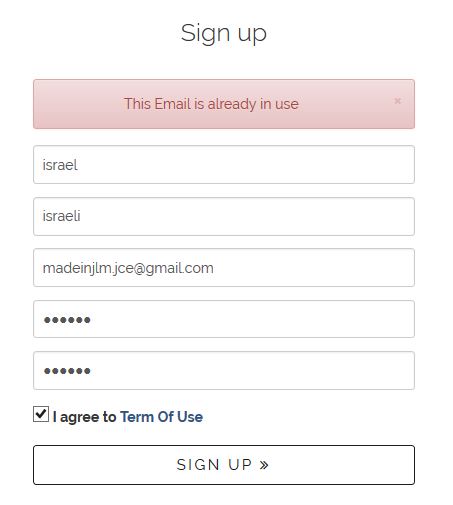 Sign up
This Email is already in use ×
israel
israeli
madeinjlm.jce@gmail.com
●●●●●●
●●●●●●
I agree to Term Of Use
SIGN UP »